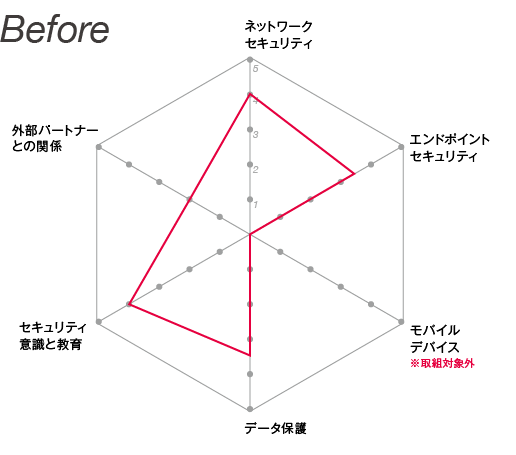 Before
ネットワーク
セキュリティ
5
4
3
2
1
エンドポイント
セキュリティ
外部パートナー
との関係
セキュリティ
意識と教育
モバイル
デバイス
※取組対象外
データ保護